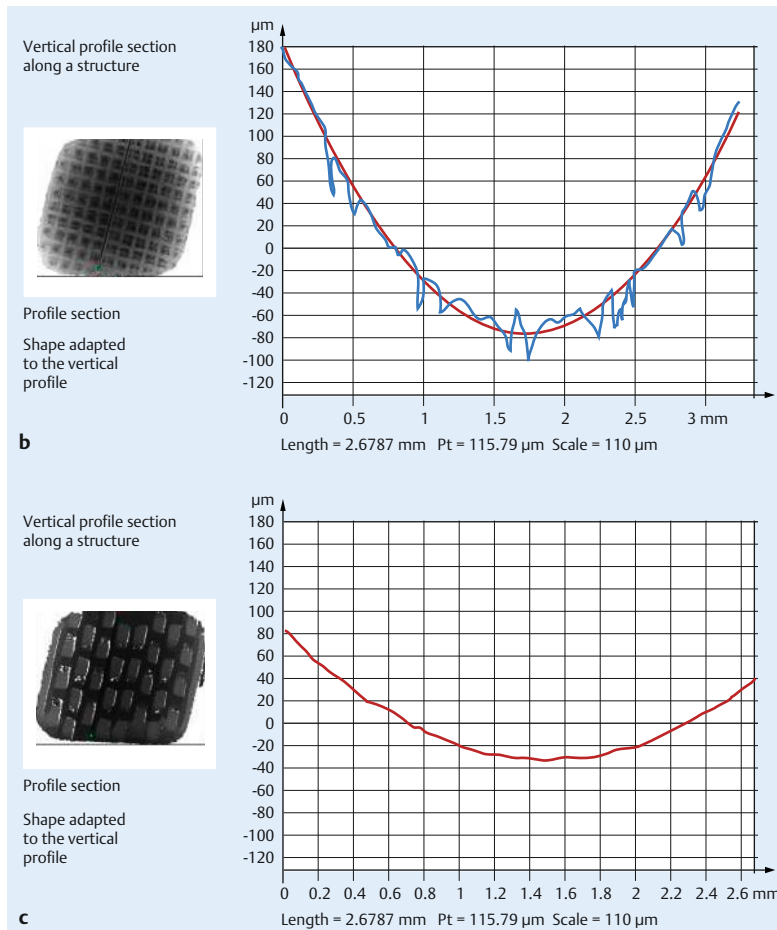 Vertical profile section
along a structure
Profile section
Shape adapted
to the vertical
profile
b
µm
180
160
140
120
100
80
60
40
20
0
-20
-40
-60
-80
-100
-120
0 0.5 1 1.5 2 2.5 3 mm
Length = 2.6787 mm Pt = 115.79 µm Scale = 110 µm
Vertical profile section
along a structure
Profile section
Shape adapted
to the vertical
profile
c
µm
180
160
140
120
100
80
60
40
20
0
-20
-40
-60
-80
-100
-120
0 0.2 0.4 0.6 0.8 1 1.2 1.4 1.6 1.8 2 2.2 2.4 2.6 mm
Length = 2.6787 mm Pt = 115.79 µm Scale = 110 µm